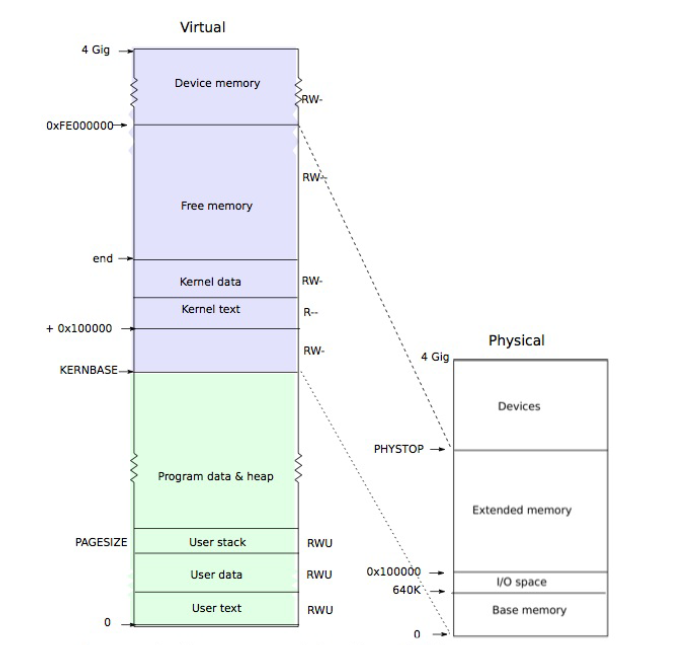 Virtual
4 Gig
Device memory
RW-
0xFE000000
RW--
Free memory
end
Kernel data
RW-
Kernel text
R--
+ 0x100000
RW-
KERNBASE
Program data & heap
PAGESIZE
User stack
RWU
User data
RWU
User text
RWU
0
Physical
4 Gig
Devices
PHYSTOP
Extended memory
0x100000
I/O space
640K
Base memory
0